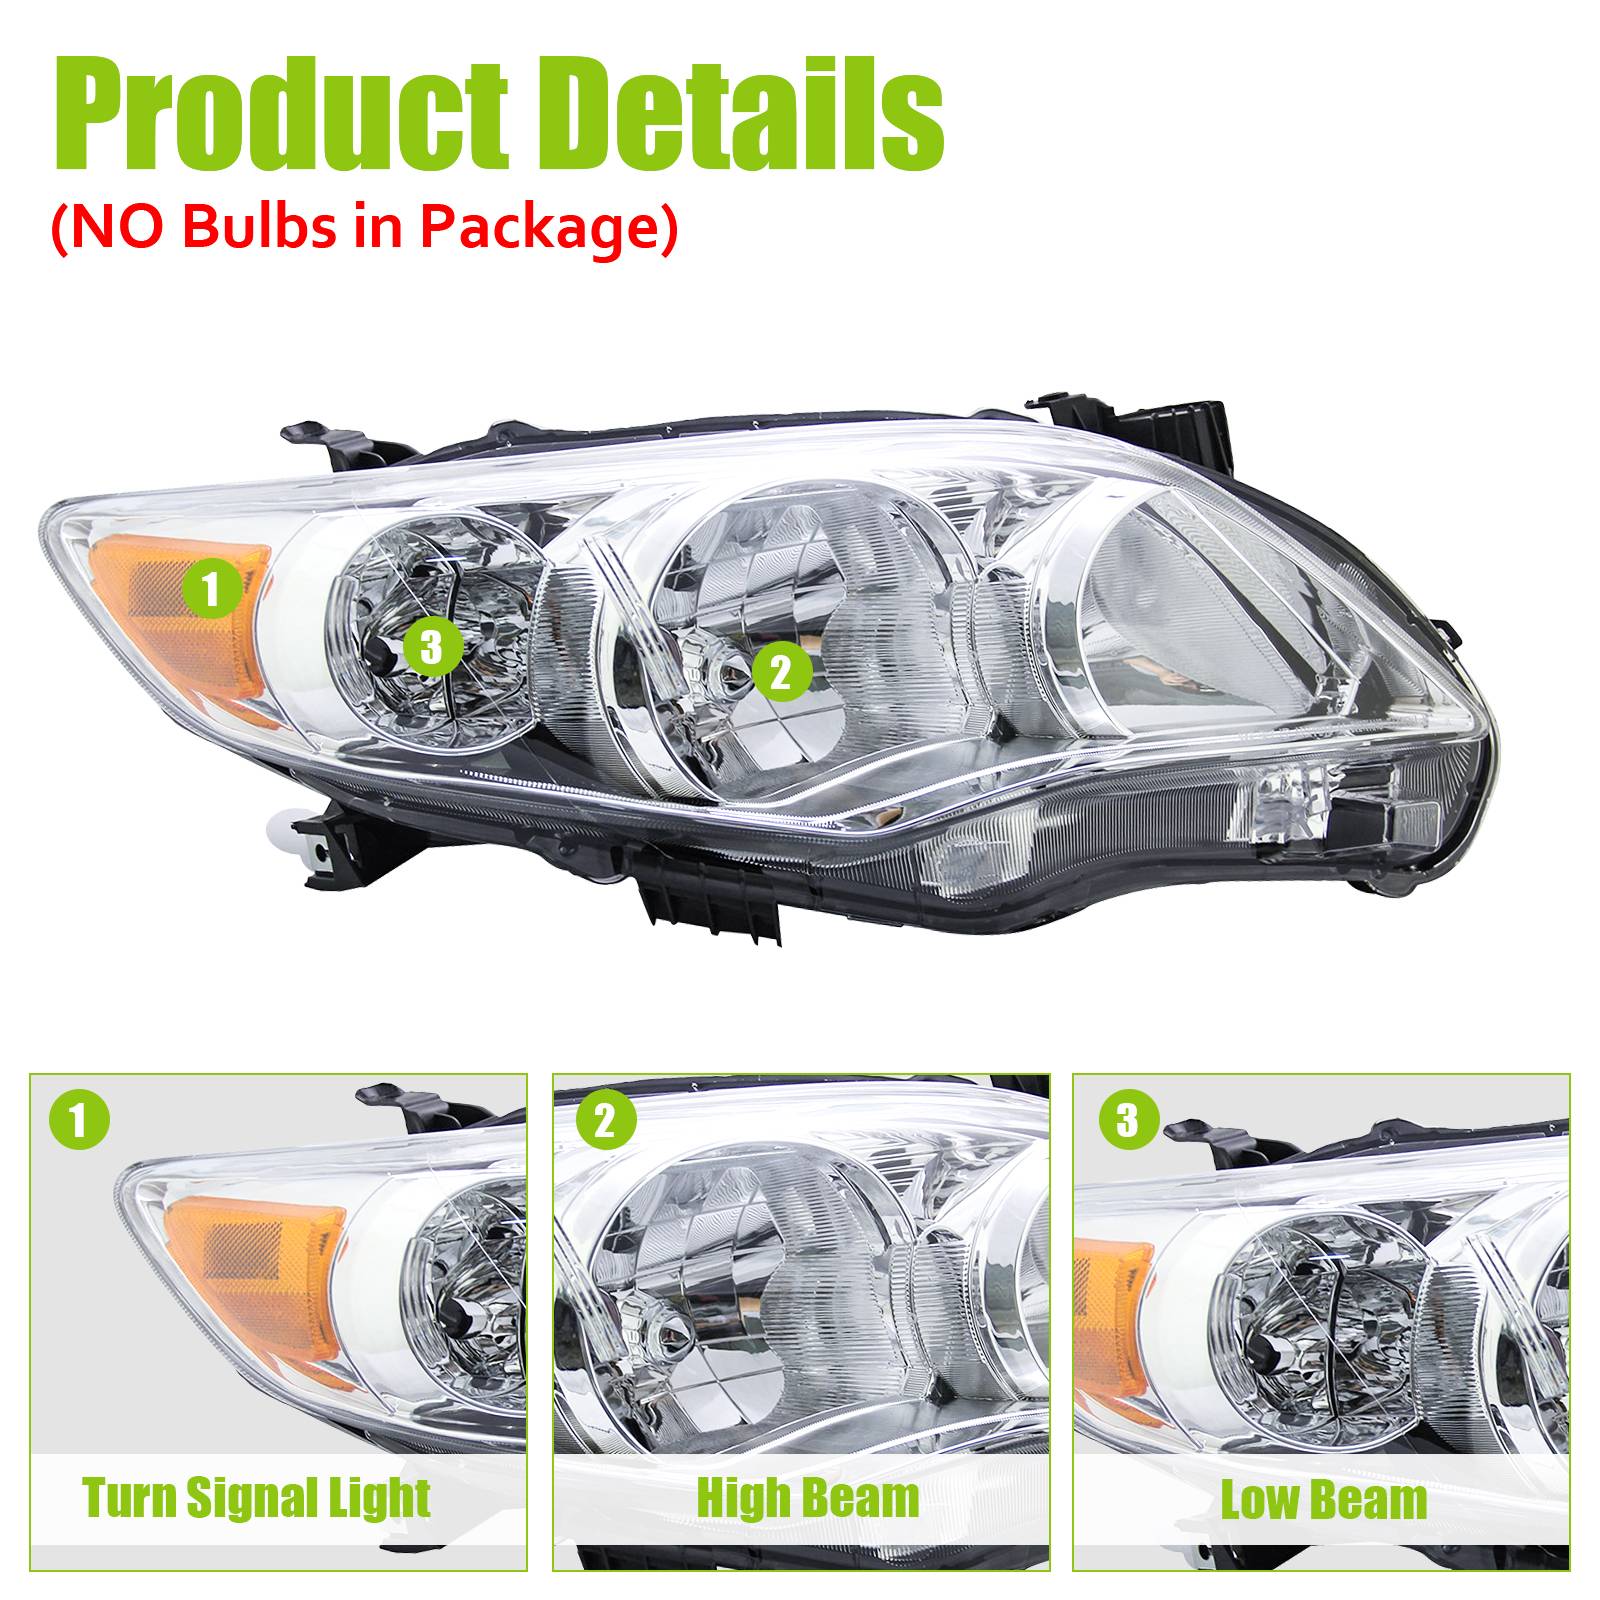 Product Details
(NO Bulbs in Package)
1
3
2
1
2
3
Turn Signal Light
High Beam
Low Beam